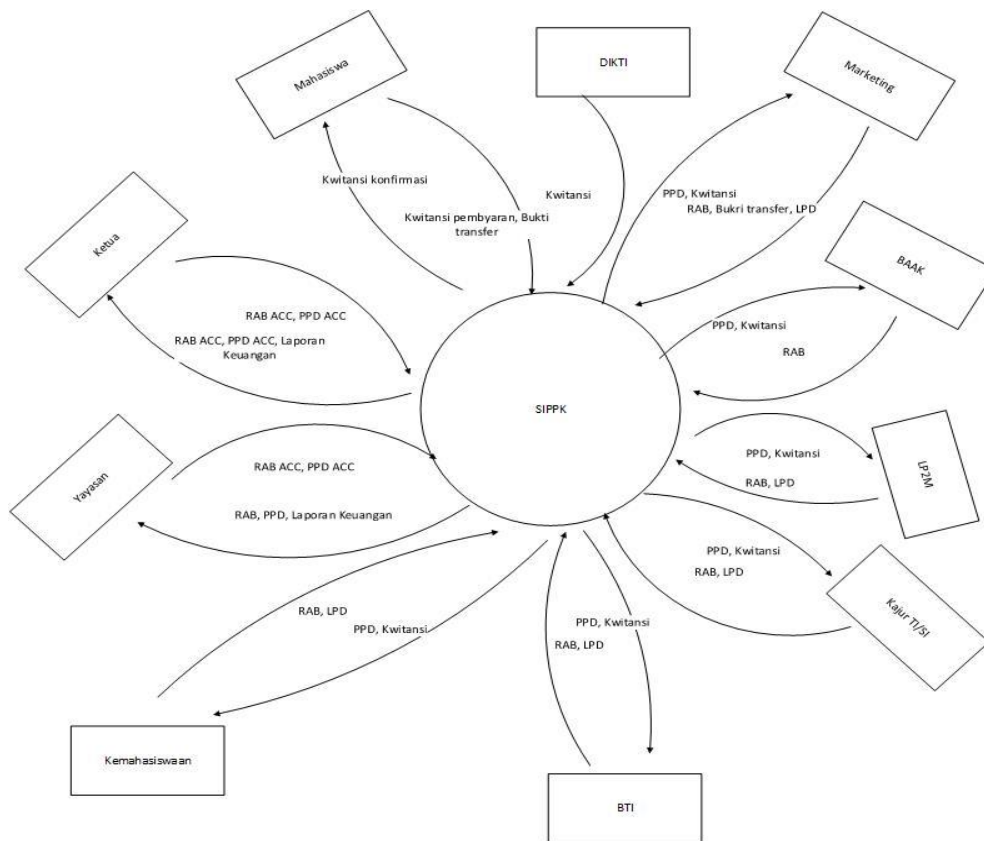 Mahasiswa
DIKTI
Marketing
Kwitansi konfirmasi
Kwitansi pembyaran, Bukti
transfer
Kwitansi
PPD, Kwitansi
RAB, Bukri transfer, LPD
Ketua
BAAK
RAB ACC, PPD ACC
RAB ACC, PPD ACC, Laporan
Keuangan
PPD, Kwitansi
RAB
SIPPK
Yayasan
RAB ACC, PPD ACC
RAB, PPD, Laporan Keuangan
PPD, Kwitansi
RAB, LPD
LP2M
PPD, Kwitansi
RAB, LPD
Kajur TI/SI
RAB, LPD
PPD, Kwitansi
PPD, Kwitansi
RAB, LPD
Kemahasiswaan
BTI